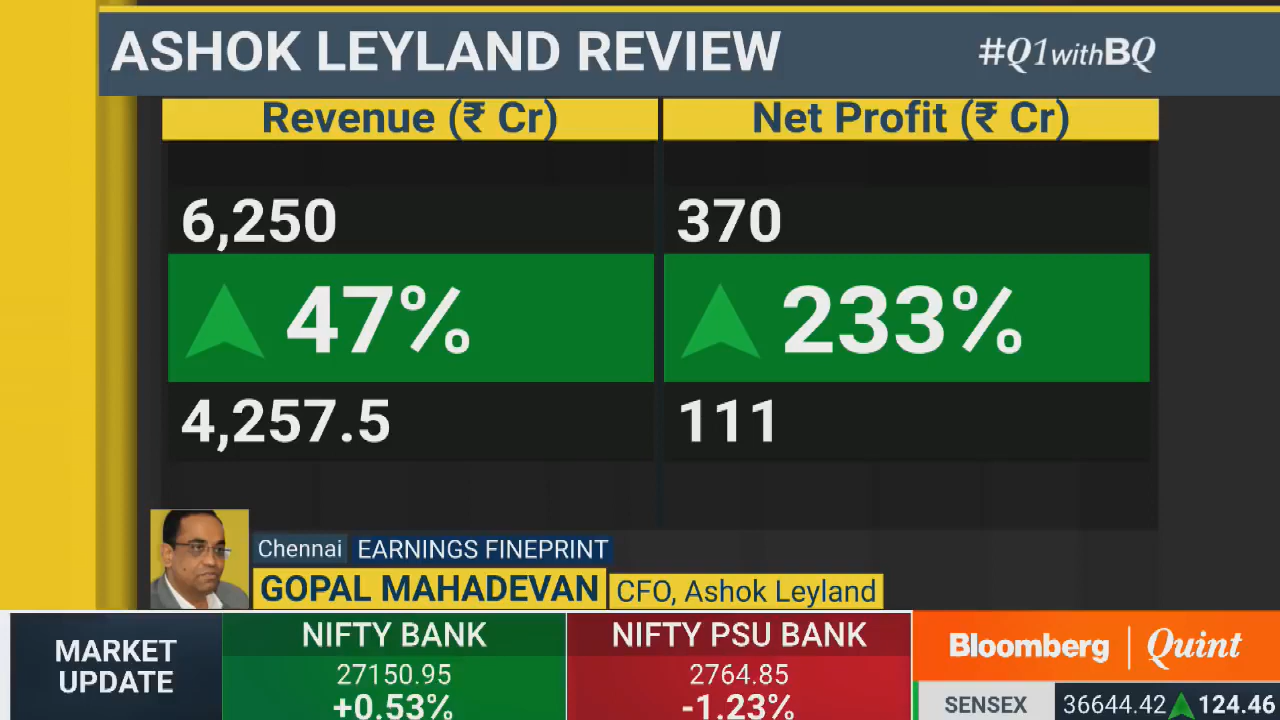 ASHOK LEYLAND REVIEW
#Q1withBQ
Revenue (₹ Cr)
Net Profit (₹ Cr)
6,250
370
47%
233%
4,257.5
111
Chennai
EARNINGS FINEPRINT
GOPAL MAHADEVAN
CFO, Ashok Leyland
MARKET
UPDATE
NIFTY BANK
27150.95
+0.53%
NIFTY PSU BANK
2764.85
-1.23%
Bloomberg | Quint
SENSEX
36644.42
124.46